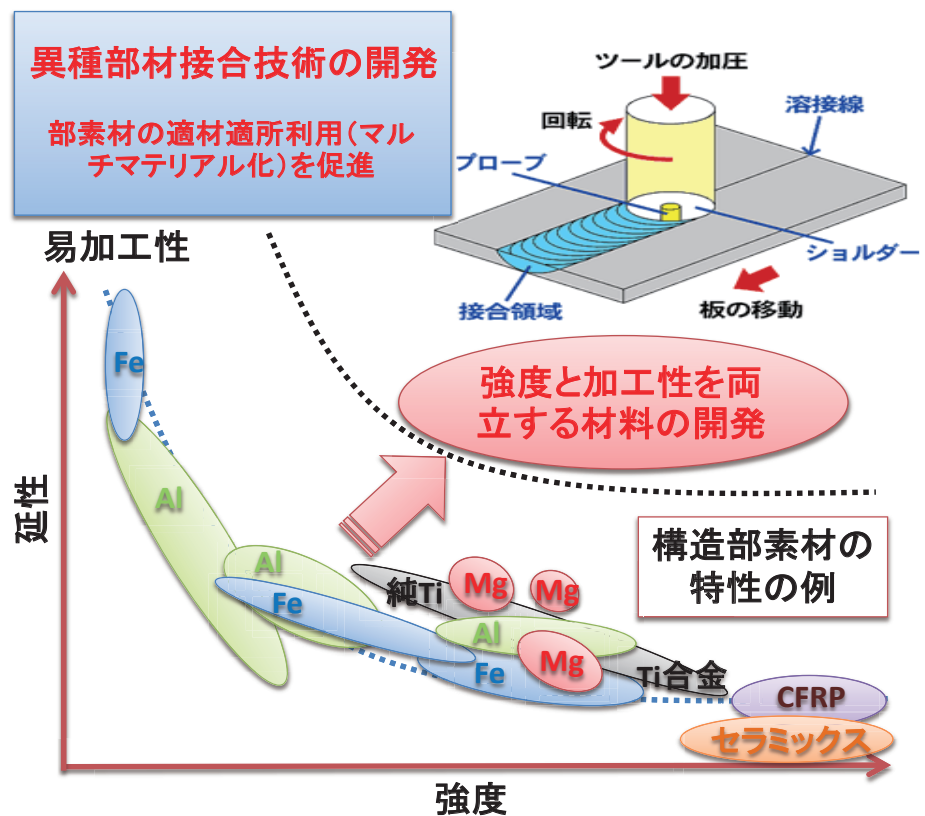 異種部材接合技術の開発
部素材の適材適所利用（マル
チマテリアル化）を促進
ツールの加圧
回転
溶接線
プローブ
ショルダー
接合領域
板の移動
易加工性
強度と加工性を両
立する材料の開発
構造部素材の
特性の例
延性
Fe
Al
Al
Fe
純Ti
Mg
Mg
Al
Fe
Mg
Ti合金
CFRP
セラミックス
強度